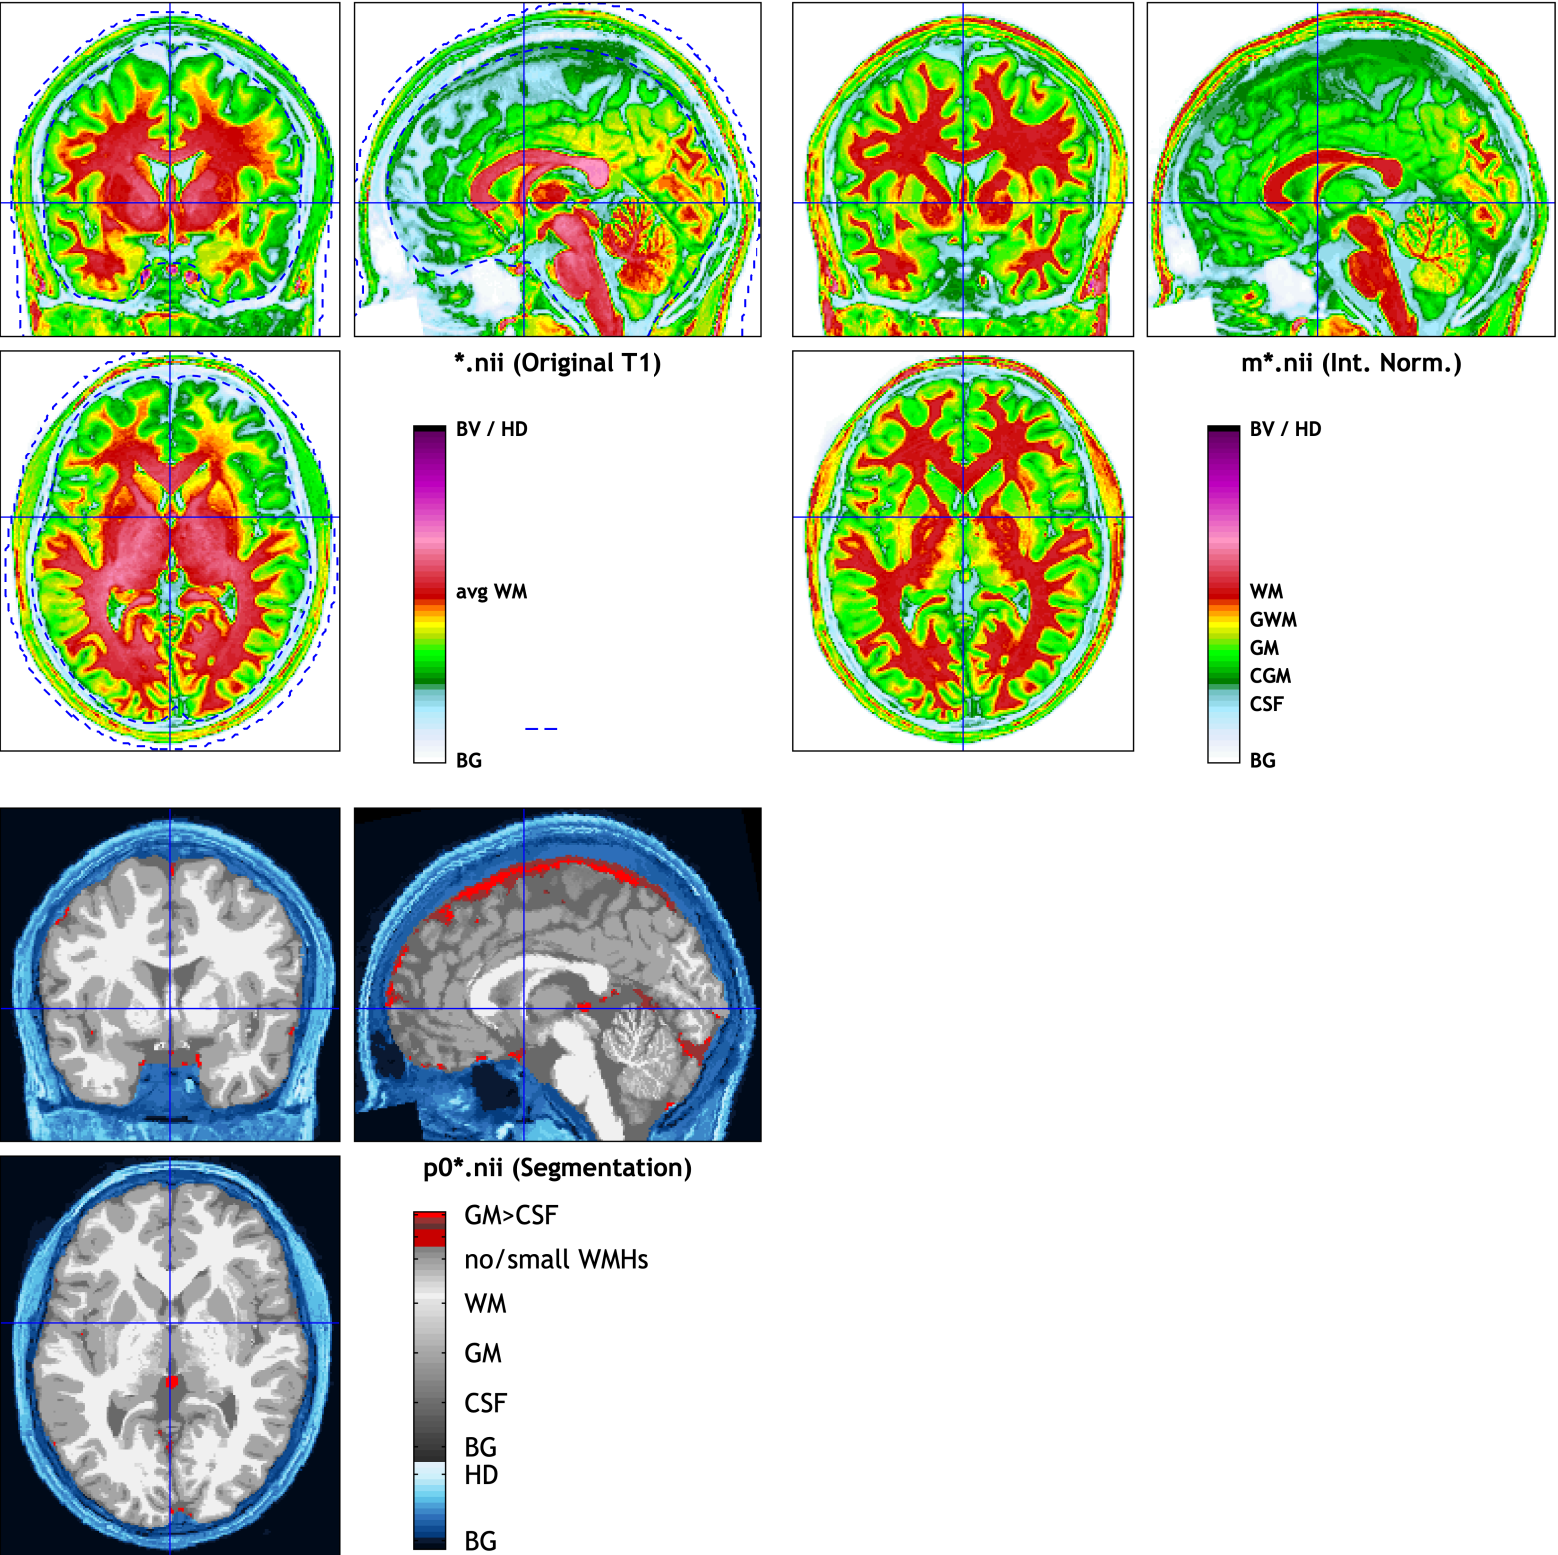 *.nii (Original T1)
BV / HD
avg WM
BG
m*.nii (Int. Norm.)
BV / HD
WM
GWM
GM
CGM
CSF
BG
p0*.nii (Segmentation)
GM>CSF
no/small WMHs
WM
GM
CSF
BG
HD
BG